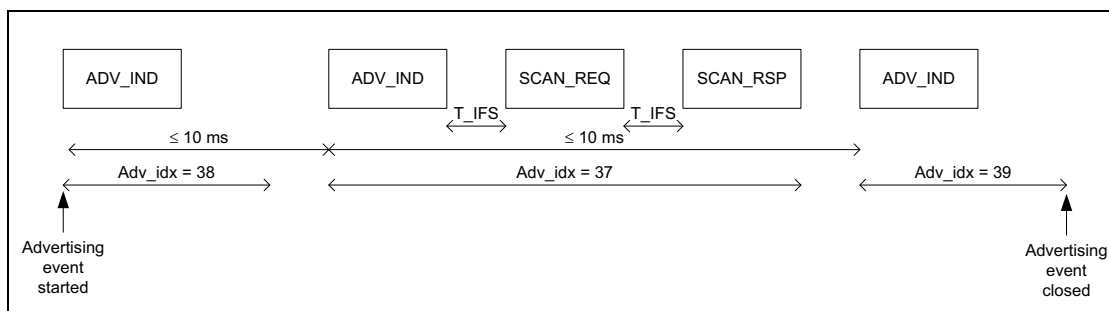 ADV_IND
ADV_IND
SCAN_REQ
SCAN_RSP
ADV_IND
T_IFS
T_IFS
≤ 10 ms
≤ 10 ms
Adv_idx = 38
Adv_idx = 37
Adv_idx = 39
Advertising
event
started
Advertising
event
closed